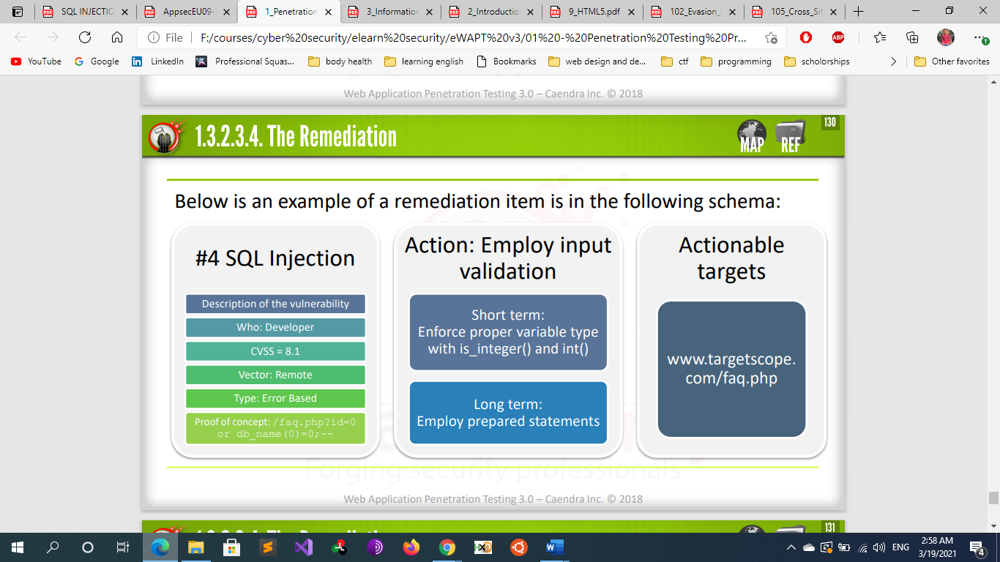 SQL INJECTIO
AppsecEU09-
1_Penetration
3_Information
2_Introductio
9_HTML5.pdf
102_Evasion_
105_Cross_Sit
File
F:/courses/cyber%20security/elearn%20security/eWAPT%20v3/01%20-%20Penetration%20Testing%20Pr...
ABP
YouTube
Google
LinkedIn
Professional Squas...
body health
learning english
Bookmarks
web design and de...
ctf
programming
scholorships
Other favorites
Web Application Penetration Testing 3.0 – Caendra Inc. © 2018
1.3.2.3.4. The Remediation
MAP
REF
130
Below is an example of a remediation item is in the following schema:
#4 SQL Injection
Description of the vulnerability
Who: Developer
CVSS = 8.1
Vector: Remote
Type: Error Based
Proof of concept: /faq.php?id=0
or db_name(0)=0;--
Action: Employ input
validation
Short term:
Enforce proper variable type
with is_integer() and int()
Long term:
Employ prepared statements
Actionable
targets
www.targetscope.
com/faq.php
Forging security professionals
Web Application Penetration Testing 3.0 – Caendra Inc. © 2018
131
ENG
2:58 AM
3/19/2021
4